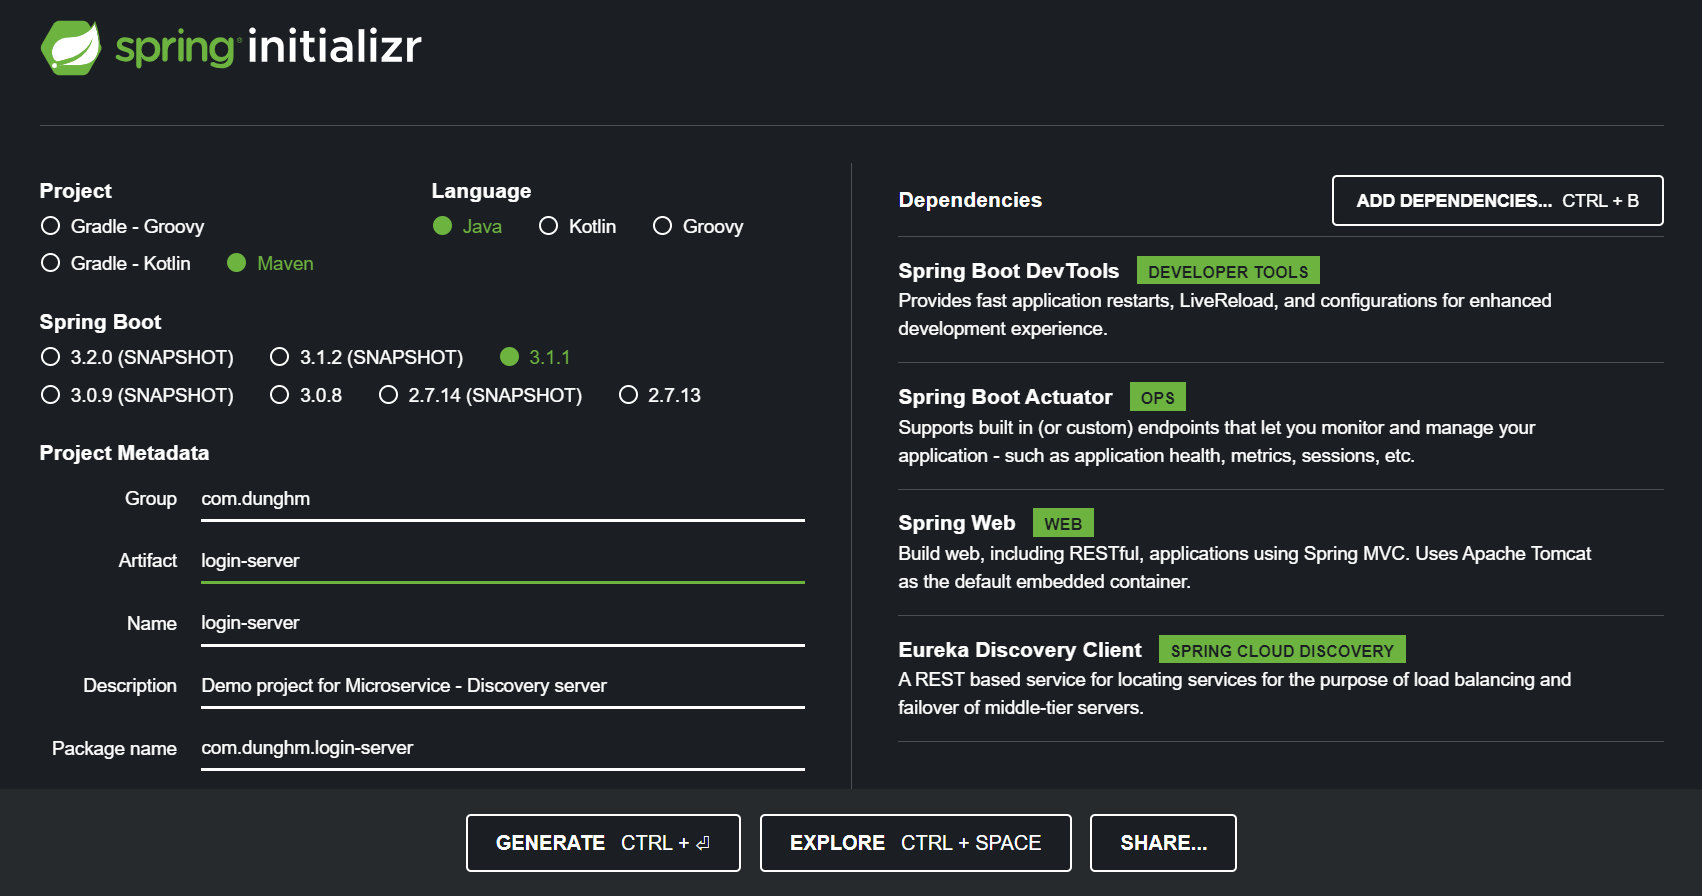 spring initializr
Project
Gradle - Groovy
Gradle - Kotlin Maven
Language
Java Kotlin Groovy
Spring Boot
3.2.0 (SNAPSHOT) 3.1.2 (SNAPSHOT) 3.1.1
3.0.9 (SNAPSHOT) 3.0.8 2.7.14 (SNAPSHOT) 2.7.13
Project Metadata
Group com.dunghm
Artifact login-server
Name login-server
Description Demo project for Microservice - Discovery server
Package name com.dunghm.login-server
Dependencies ADD DEPENDENCIES... CTRL + B
Spring Boot DevTools DEVELOPER TOOLS
Provides fast application restarts, LiveReload, and configurations for enhanced
development experience.
Spring Boot Actuator OPS
Supports built in (or custom) endpoints that let you monitor and manage your
application - such as application health, metrics, sessions, etc.
Spring Web WEB
Build web, including RESTful, applications using Spring MVC. Uses Apache Tomcat
as the default embedded container.
Eureka Discovery Client SPRING CLOUD DISCOVERY
A REST based service for locating services for the purpose of load balancing and
failover of middle-tier servers.
GENERATE CTRL + ⏎ EXPLORE CTRL + SPACE SHARE...